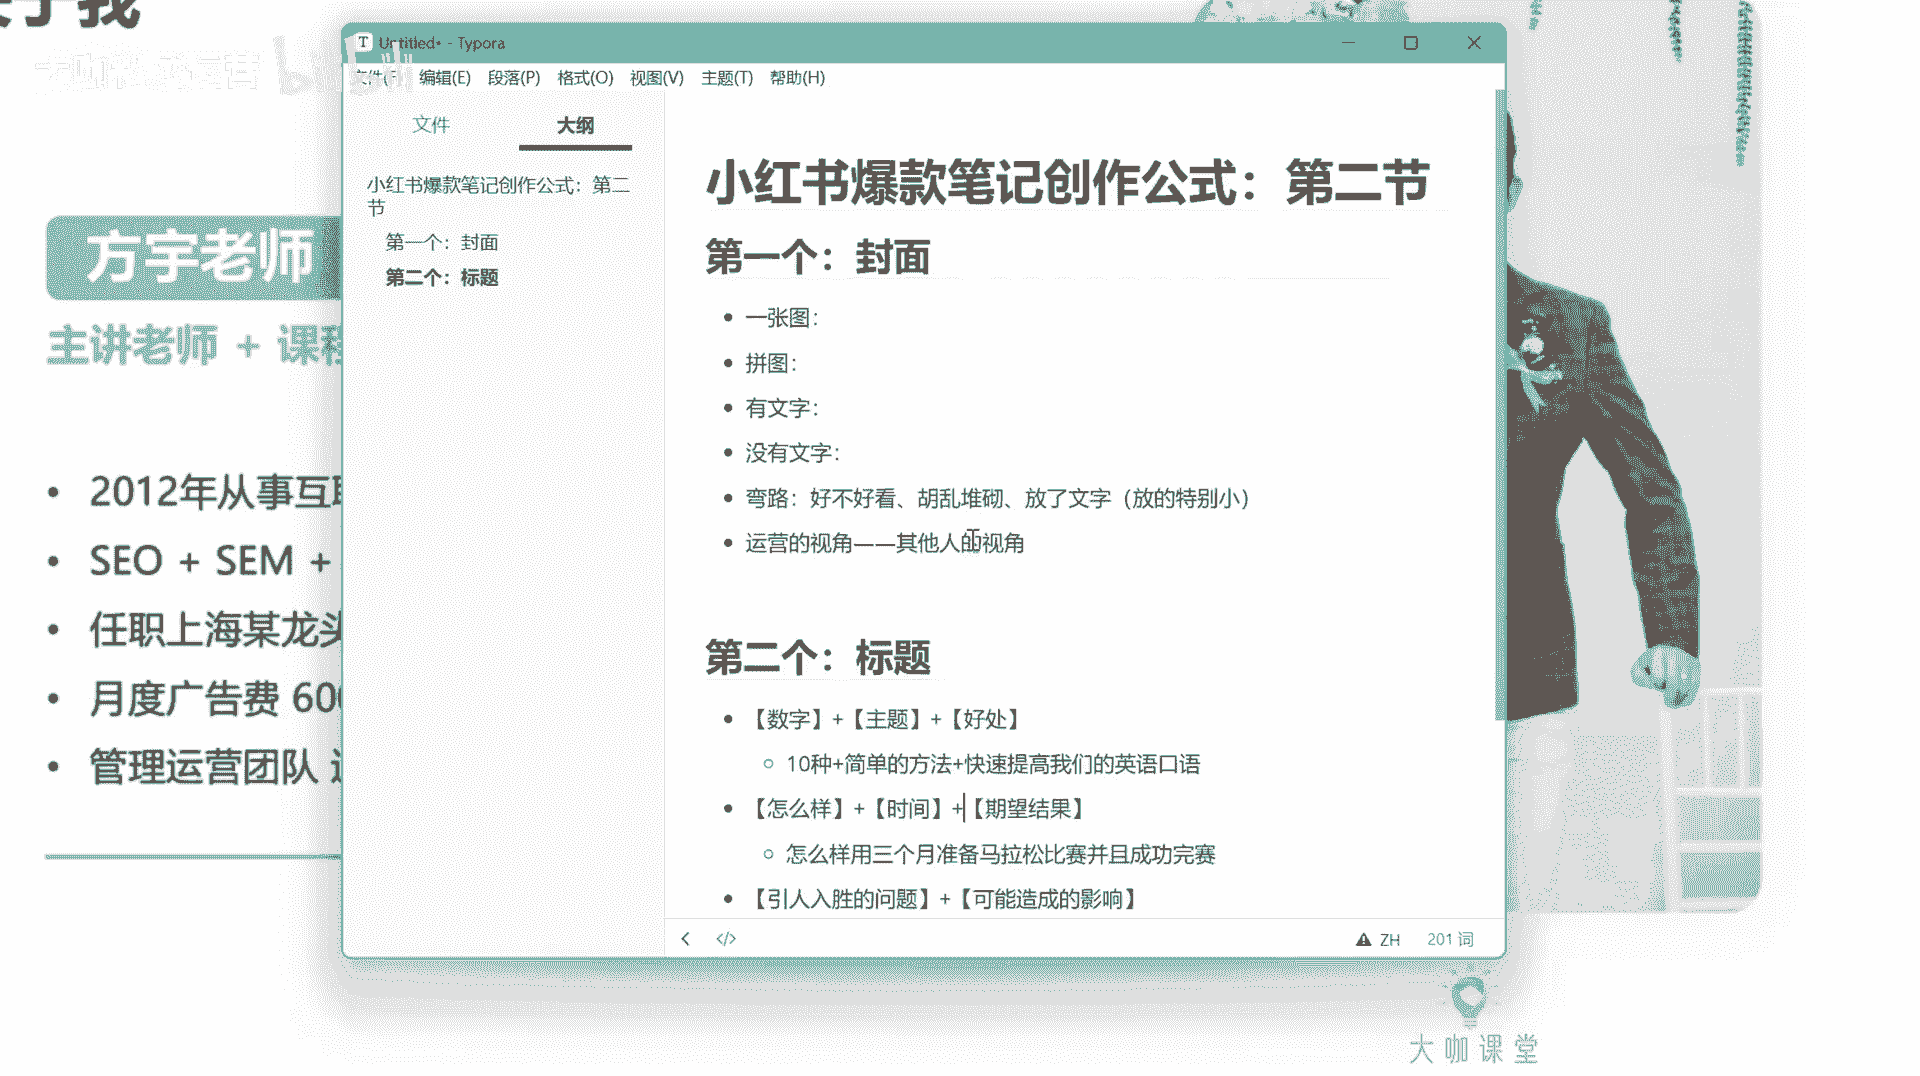 于我
Untitled• - Typora
bilibili
编辑(E) 段落(P) 格式(O) 视图(V) 主题(T) 帮助(H)
文件 大纲
小红书爆款笔记创作公式：第二
节
第一个：封面
第二个：标题
小红书爆款笔记创作公式：第二节
第一个：封面
一张图：
拼图：
有文字：
没有文字：
弯路：好不好看、胡乱堆砌、放了文字（放的特别小）
运营的视角——其他人的视角
第二个：标题
【数字】+【主题】+【好处】
10种+简单的方法+快速提高我们的英语口语
【怎么样】+【时间】+【期望结果】
怎么样用三个月准备马拉松比赛并且成功完赛
【引人入胜的问题】+【可能造成的影响】
ZH 201 词
方宇老师
主讲老师 + 课程
2012年从事互联
SEO + SEM +
任职上海某龙头
月度广告费 600
管理运营团队
大咖课堂